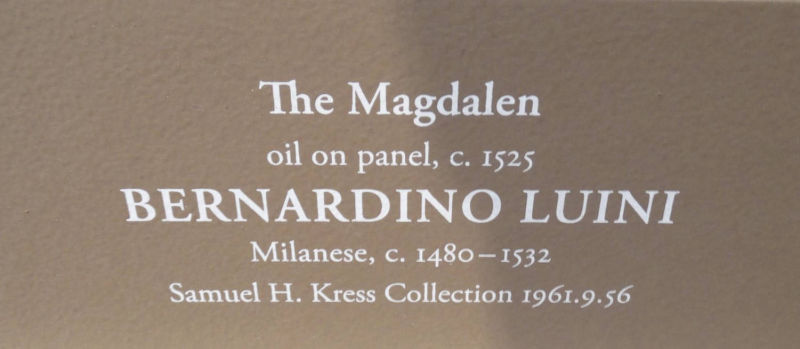 The Magdalen
oil on panel, c. 1525
BERNARDINO LUINI
Milanese, c. 1480–1532
Samuel H. Kress Collection 1961.9.56